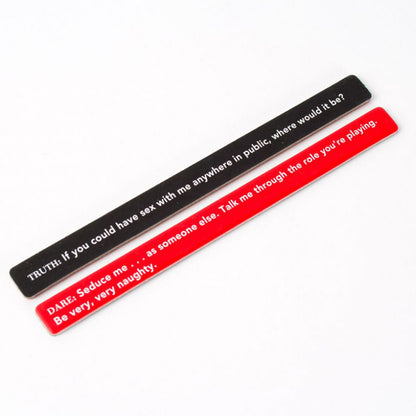 TRUTH: If you could have sex with me anywhere in public, where would it be?
DARE: Seduce me . . . as someone else. Talk me through the role you're playing.
Be very, very naughty.